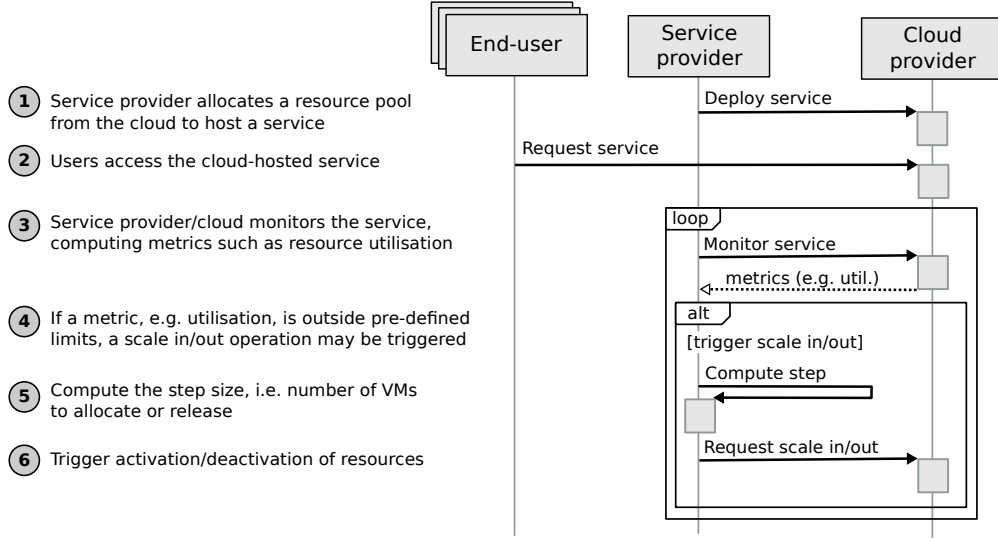 End-user
Service
provider
Cloud
provider
1
Service provider allocates a resource pool
from the cloud to host a service
Deploy service
2
Users access the cloud-hosted service
Request service
3
Service provider/cloud monitors the service,
computing metrics such as resource utilisation
loop
Monitor service
metrics (e.g. util.)
4
If a metric, e.g. utilisation, is outside pre-defined
limits, a scale in/out operation may be triggered
alt
[trigger scale in/out]
5
Compute the step size, i.e. number of VMs
to allocate or release
Compute step
6
Trigger activation/deactivation of resources
Request scale in/out